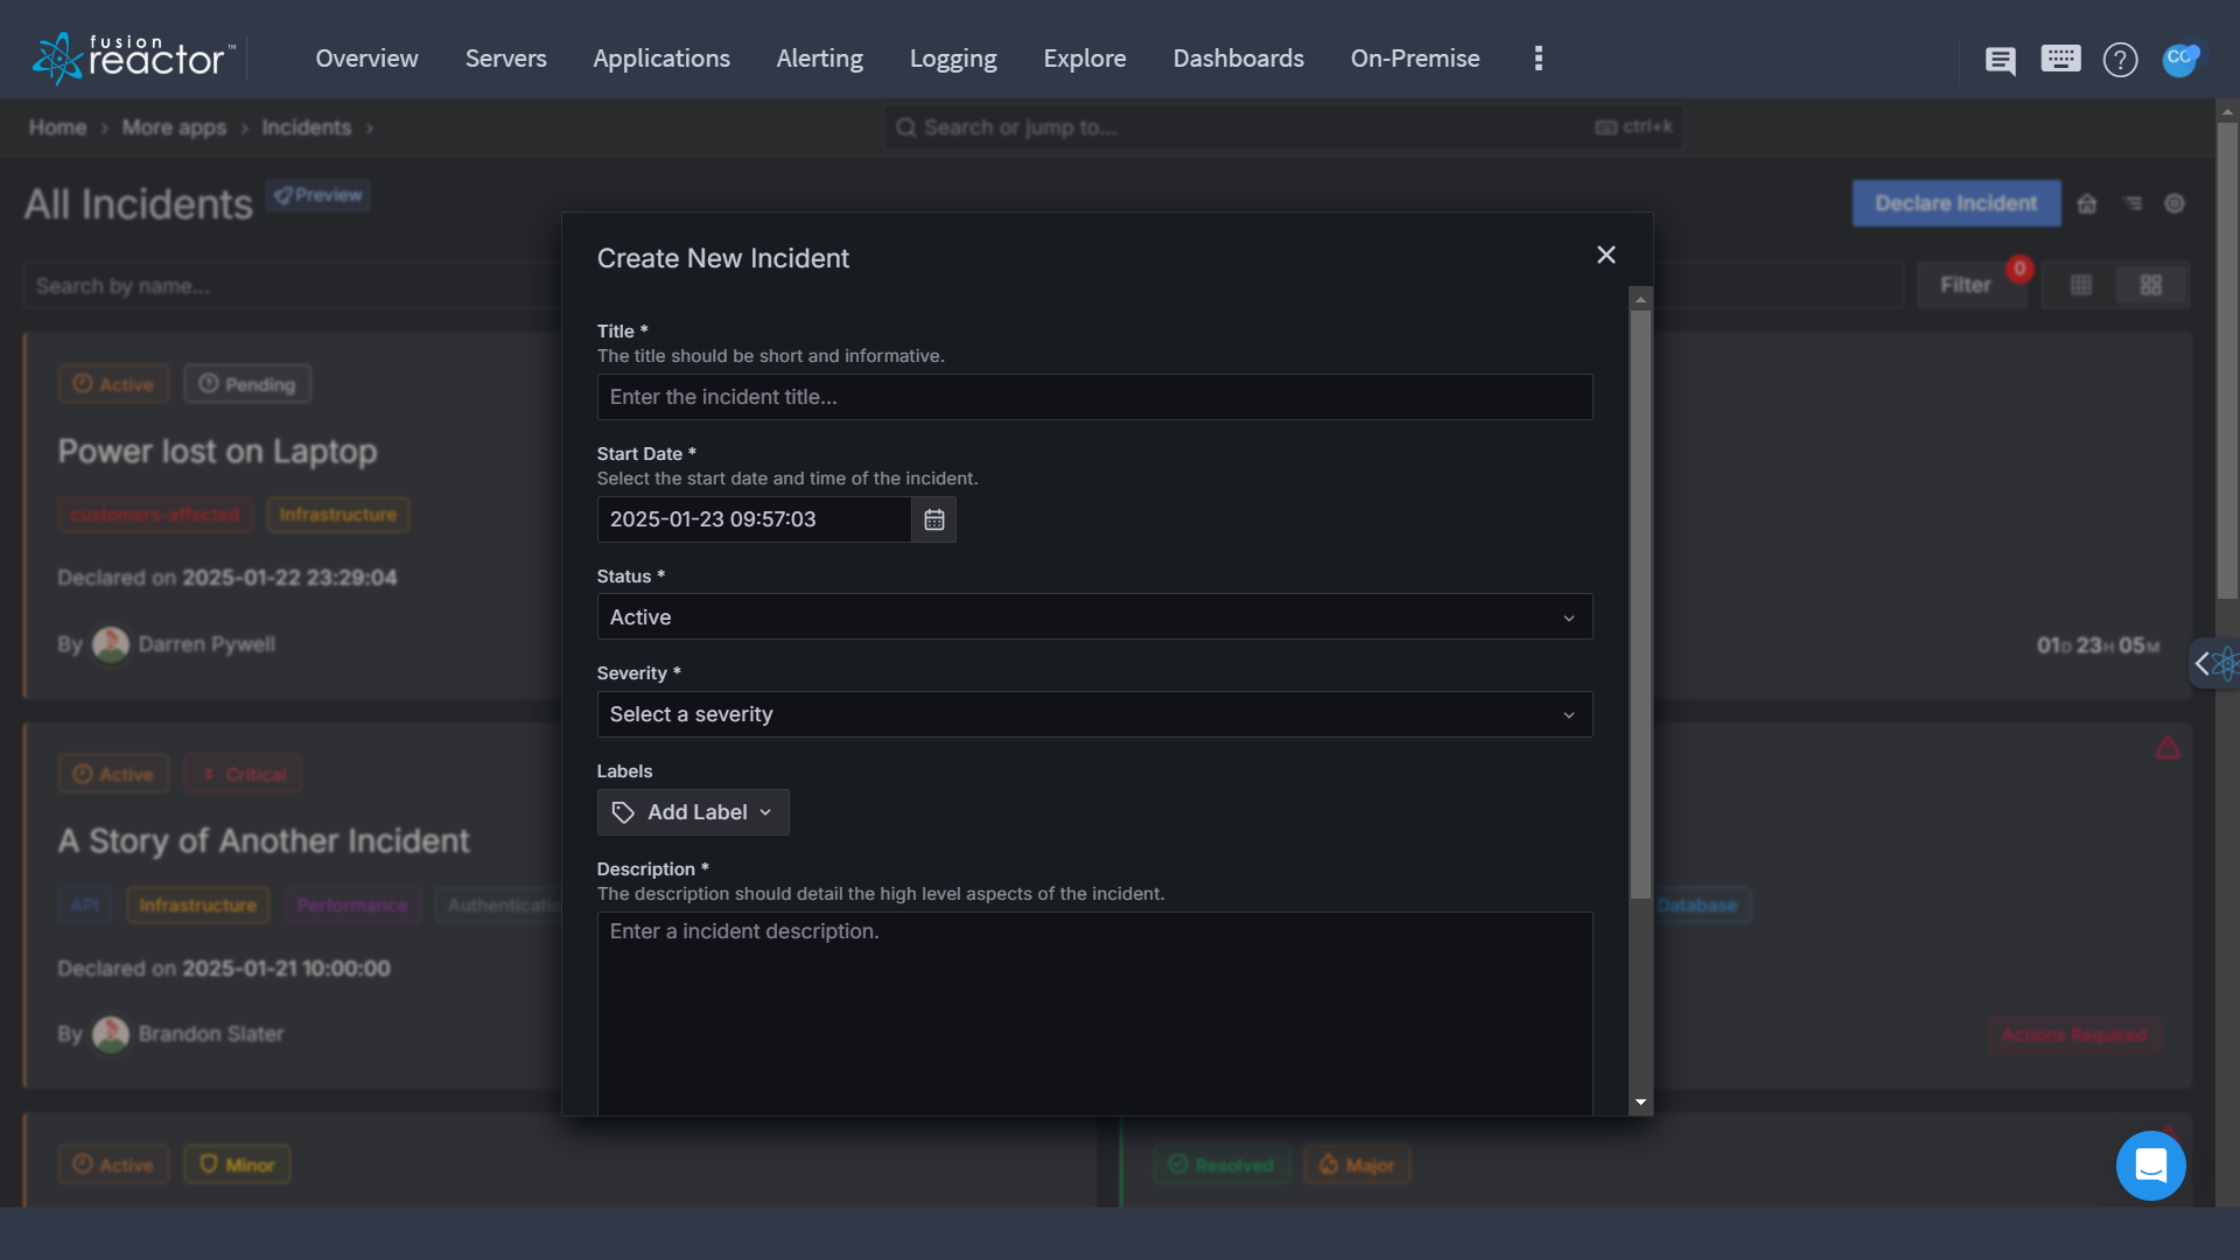 fusion
reactor™
Overview
Servers
Applications
Alerting
Logging
Explore
Dashboards
On-Premise
?
CC
Home › More apps › Incidents ›
Search or jump to...
ctrl+k
All Incidents
Preview
Declare Incident
Search by name...
Filter
0
Active
Pending
Power lost on Laptop
customers-affected
Infrastructure
Declared on 2025-01-22 23:29:04
By Darren Pywell
01D 23H 05M
Active
Critical
A Story of Another Incident
API
Infrastructure
Performance
Declared on 2025-01-21 10:00:00
By Brandon Slater
Database
Actions Required
Active
Minor
Resolved
Major
Create New Incident
Title *
The title should be short and informative.
Enter the incident title...
Start Date *
Select the start date and time of the incident.
2025-01-23 09:57:03
Status *
Active
Severity *
Select a severity
Labels
Add Label
Description *
The description should detail the high level aspects of the incident.
Enter a incident description.